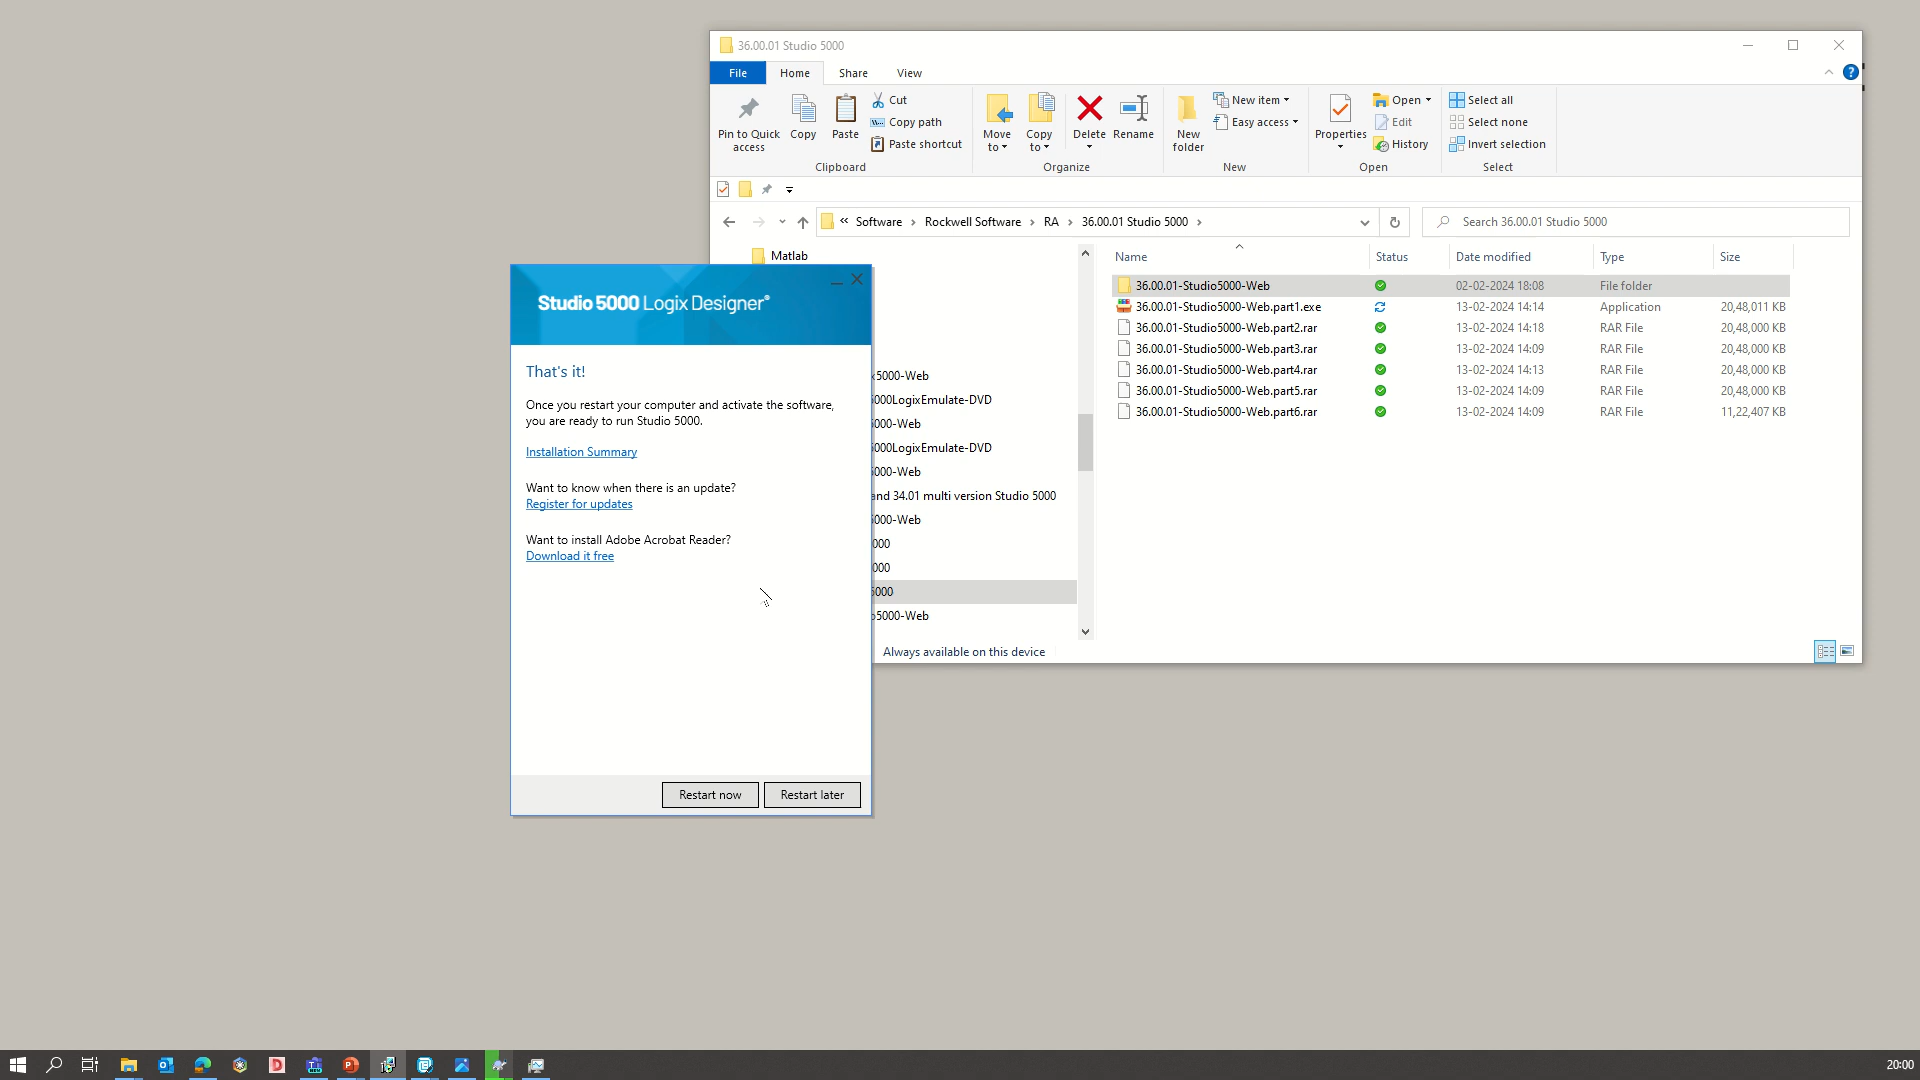 36.00.01 Studio 5000
File
Home
Share
View
Pin to Quick access
Copy
Paste
Cut
Copy path
Paste shortcut
Clipboard
Move to
Copy to
Delete
Rename
Organize
New folder
New item
Easy access
New
Properties
Open
Edit
History
Open
Select all
Select none
Invert selection
Select
« Software > Rockwell Software > RA > 36.00.01 Studio 5000 >
Search 36.00.01 Studio 5000
Matlab
x5000-Web
5000LogixEmulate-DVD
5000-Web
5000LogixEmulate-DVD
5000-Web
and 34.01 multi version Studio 5000
5000-Web
000
000
5000
o5000-Web
Always available on this device
Name Status Date modified Type Size
36.00.01-Studio5000-Web 02-02-2024 18:08 File folder
36.00.01-Studio5000-Web.part1.exe 13-02-2024 14:14 Application 20,48,011 KB
36.00.01-Studio5000-Web.part2.rar 13-02-2024 14:18 RAR File 20,48,000 KB
36.00.01-Studio5000-Web.part3.rar 13-02-2024 14:09 RAR File 20,48,000 KB
36.00.01-Studio5000-Web.part4.rar 13-02-2024 14:13 RAR File 20,48,000 KB
36.00.01-Studio5000-Web.part5.rar 13-02-2024 14:09 RAR File 20,48,000 KB
36.00.01-Studio5000-Web.part6.rar 13-02-2024 14:09 RAR File 11,22,407 KB
Studio 5000 Logix Designer®
That's it!
Once you restart your computer and activate the software,
you are ready to run Studio 5000.
Installation Summary
Want to know when there is an update?
Register for updates
Want to install Adobe Acrobat Reader?
Download it free
Restart now
Restart later
20:00